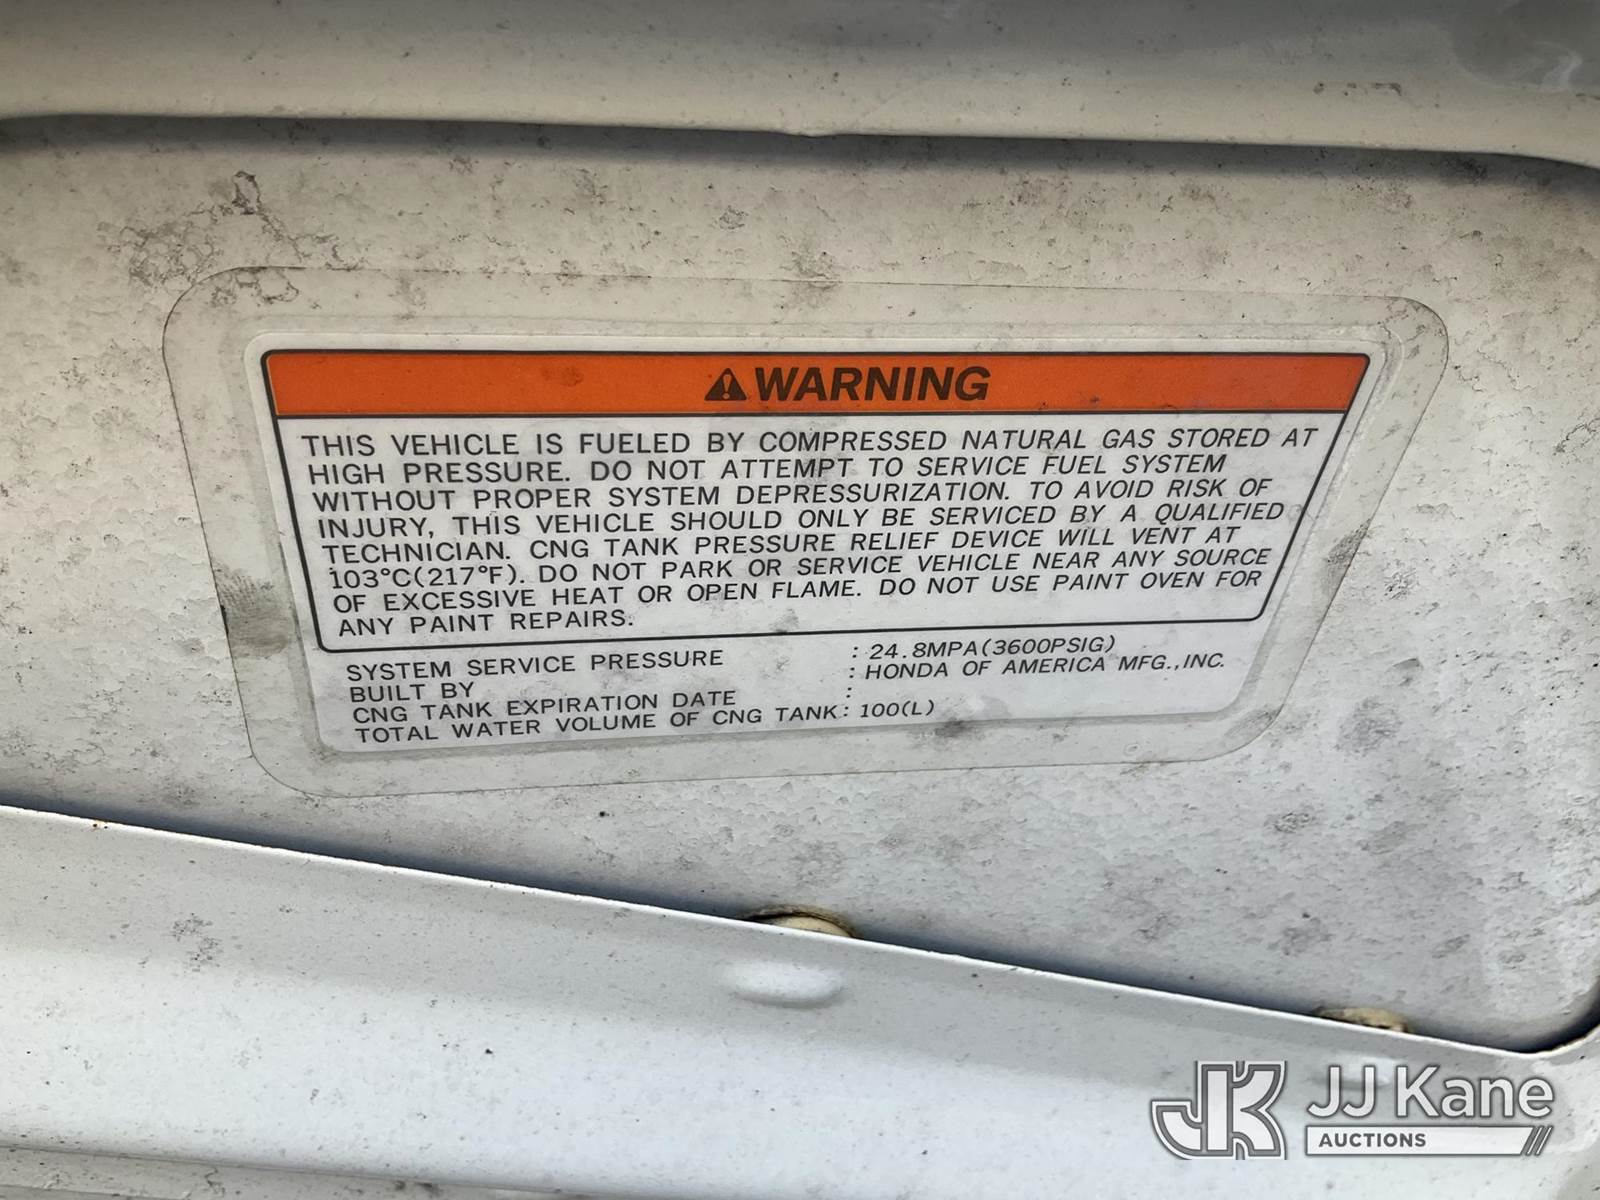 WARNING
THIS VEHICLE IS FUELED BY COMPRESSED NATURAL GAS STORED AT
HIGH PRESSURE. DO NOT ATTEMPT TO SERVICE FUEL SYSTEM
WITHOUT PROPER SYSTEM DEPRESSURIZATION. TO AVOID RISK OF
INJURY, THIS VEHICLE SHOULD ONLY BE SERVICED BY A QUALIFIED
TECHNICIAN. CNG TANK PRESSURE RELIEF DEVICE WILL VENT AT
103°C(217°F). DO NOT PARK OR SERVICE VEHICLE NEAR ANY SOURCE
OF EXCESSIVE HEAT OR OPEN FLAME. DO NOT USE PAINT OVEN FOR
ANY PAINT REPAIRS.
SYSTEM SERVICE PRESSURE : 24.8MPA(3600PSIG)
BUILT BY : HONDA OF AMERICA MFG.,INC.
CNG TANK EXPIRATION DATE :
TOTAL WATER VOLUME OF CNG TANK: 100(L)
JK JJ Kane
AUCTIONS